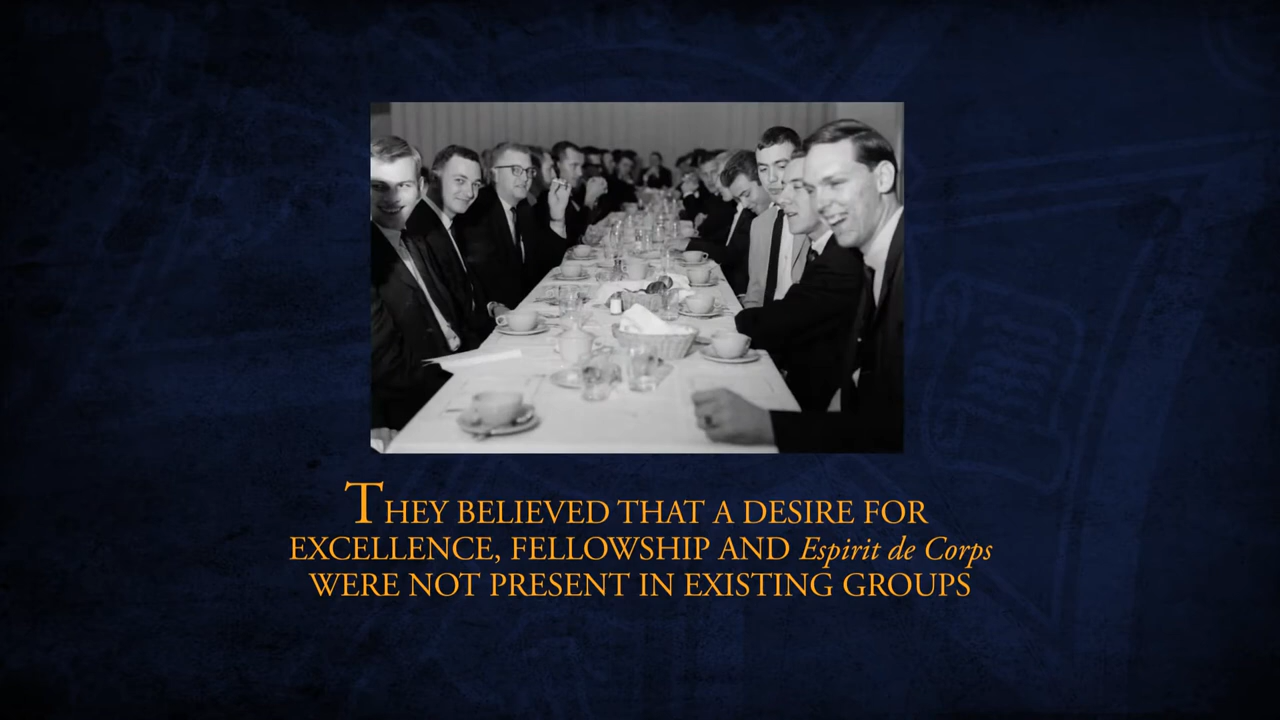 THEY BELIEVED THAT A DESIRE FOR
EXCELLENCE, FELLOWSHIP AND Espirit de Corps
WERE NOT PRESENT IN EXISTING GROUPS